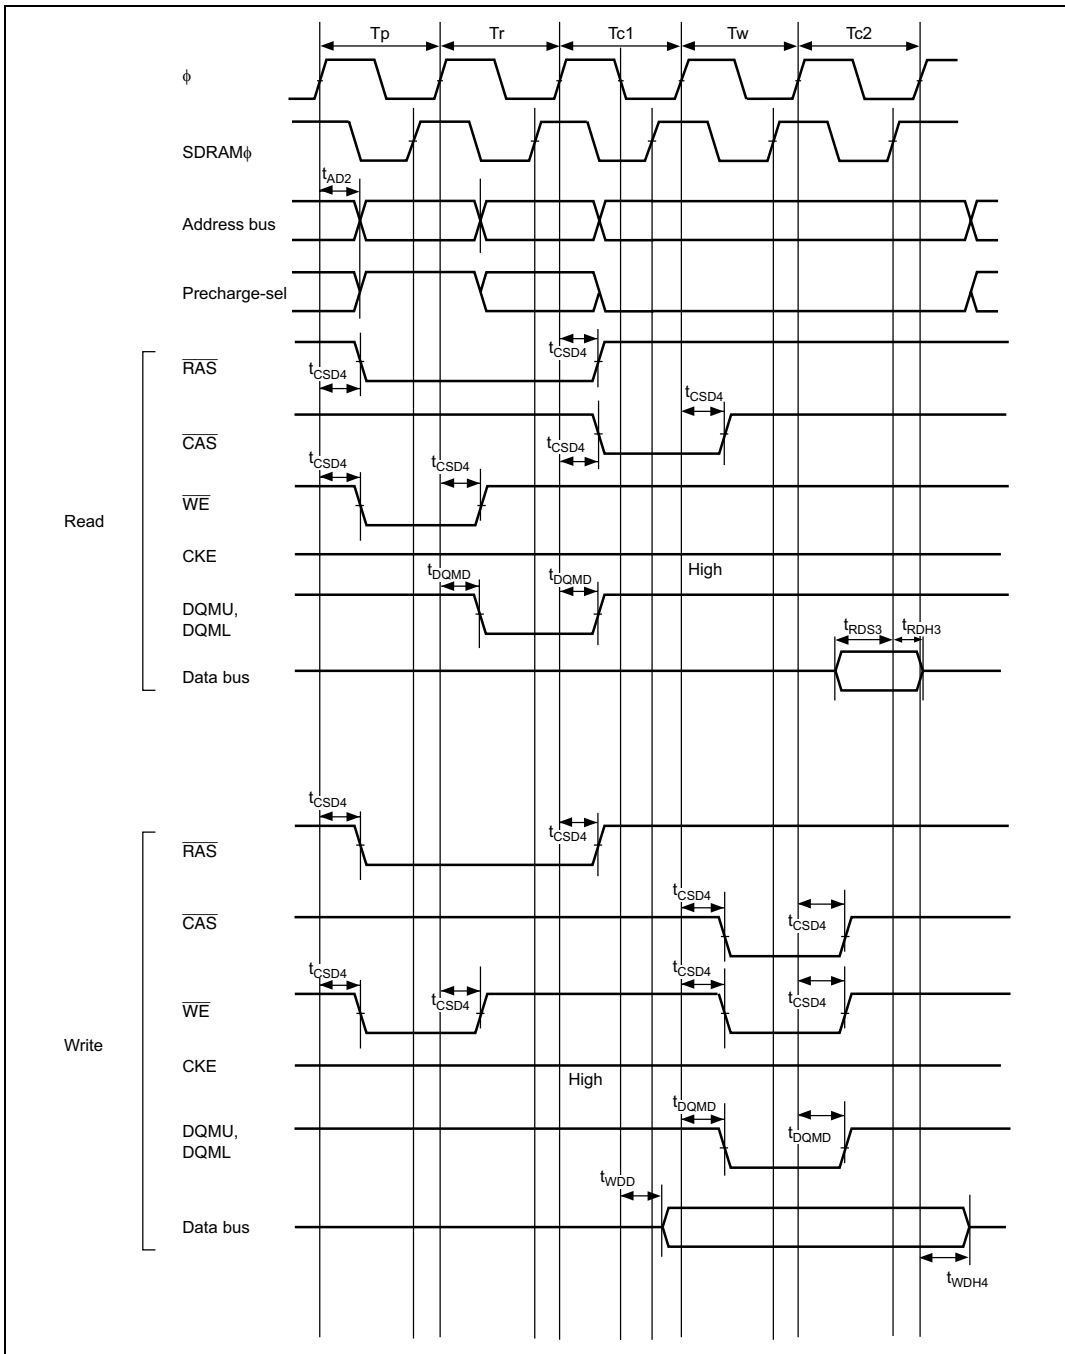 Tp Tr Tc1 Tw Tc2
ϕ
SDRAMϕ
tAD2
Address bus
Precharge-sel
tCSD4
RAS
tCSD4
tCSD4
CAS
tCSD4
tCSD4 tCSD4
WE
Read
CKE
High
tDQMD tDQMD
DQMU,
DQML
tRDS3 tRDH3
Data bus
tCSD4
tCSD4
RAS
tCSD4
CAS
tCSD4
tCSD4 tCSD4
tCSD4 tCSD4
WE
Write
CKE
High
tDQMD
DQMU,
DQML
tDQMD
tWDD
Data bus
tWDH4